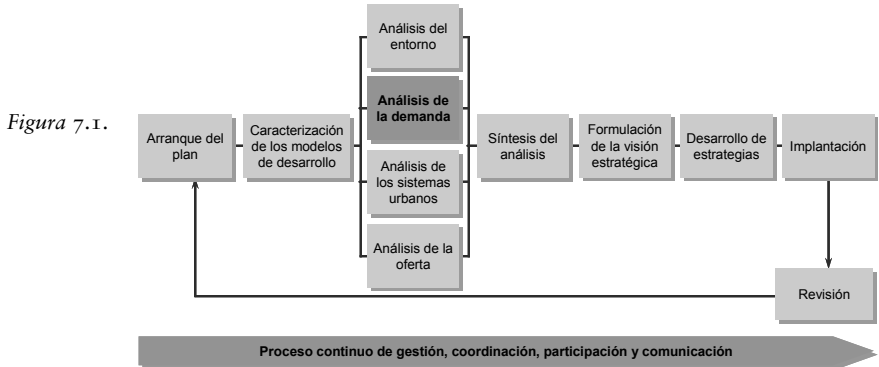 Figura 7.1.
Arranque del
plan
Caracterización
de los modelos
de desarrollo
Análisis del
entorno
Análisis de
la demanda
Análisis de
los sistemas
urbanos
Análisis de la
oferta
Síntesis del
análisis
Formulación
de la visión
estratégica
Desarrollo de
estrategias
Implantación
Revisión
Proceso continuo de gestión, coordinación, participación y comunicación